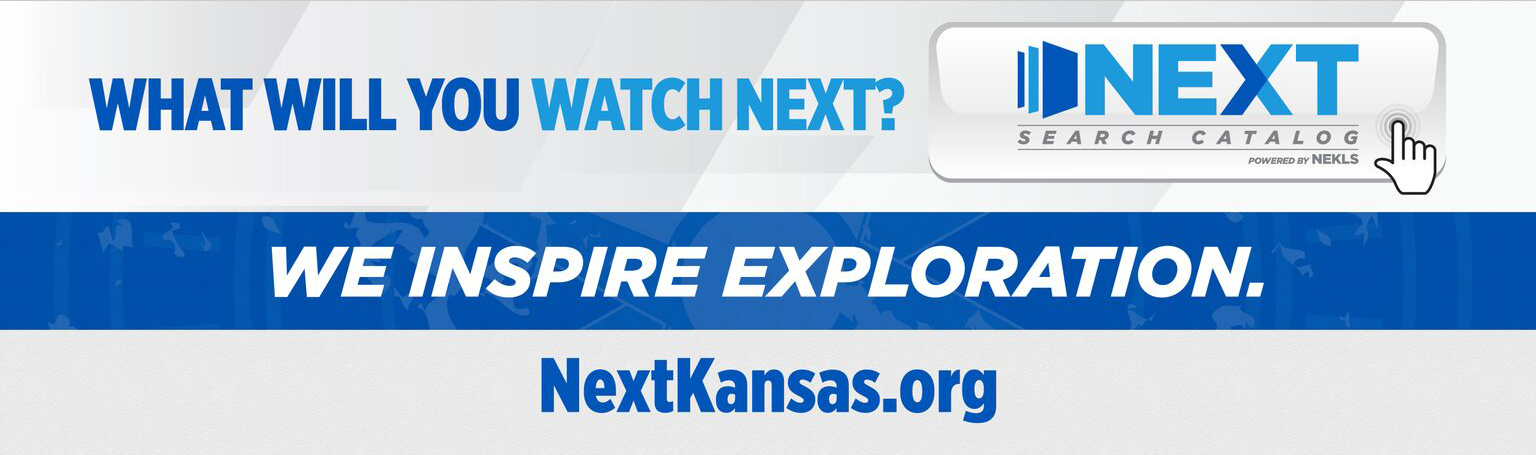 WHAT WILL YOU WATCH NEXT?
NEXT
SEARCH CATALOG
POWERED BY NEKLS
WE INSPIRE EXPLORATION.
NextKansas.org